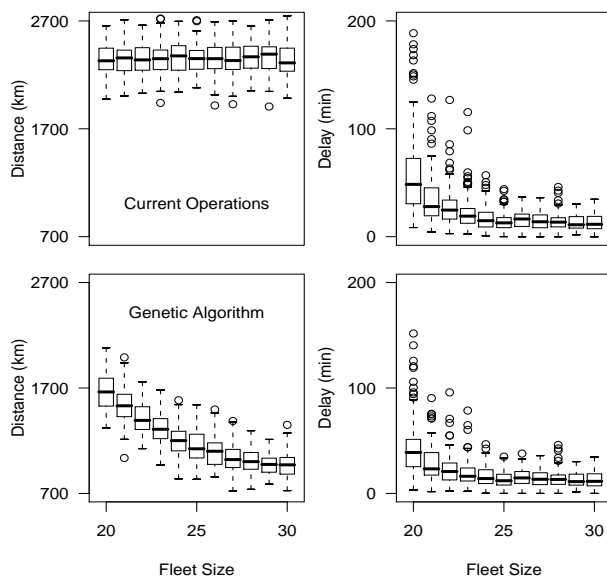 2700
1700
700
Distance (km)
Current Operations
200
100
0
Delay (min)
2700
1700
700
Distance (km)
Genetic Algorithm
20
25
30
Fleet Size
200
100
0
Delay (min)
20
25
30
Fleet Size